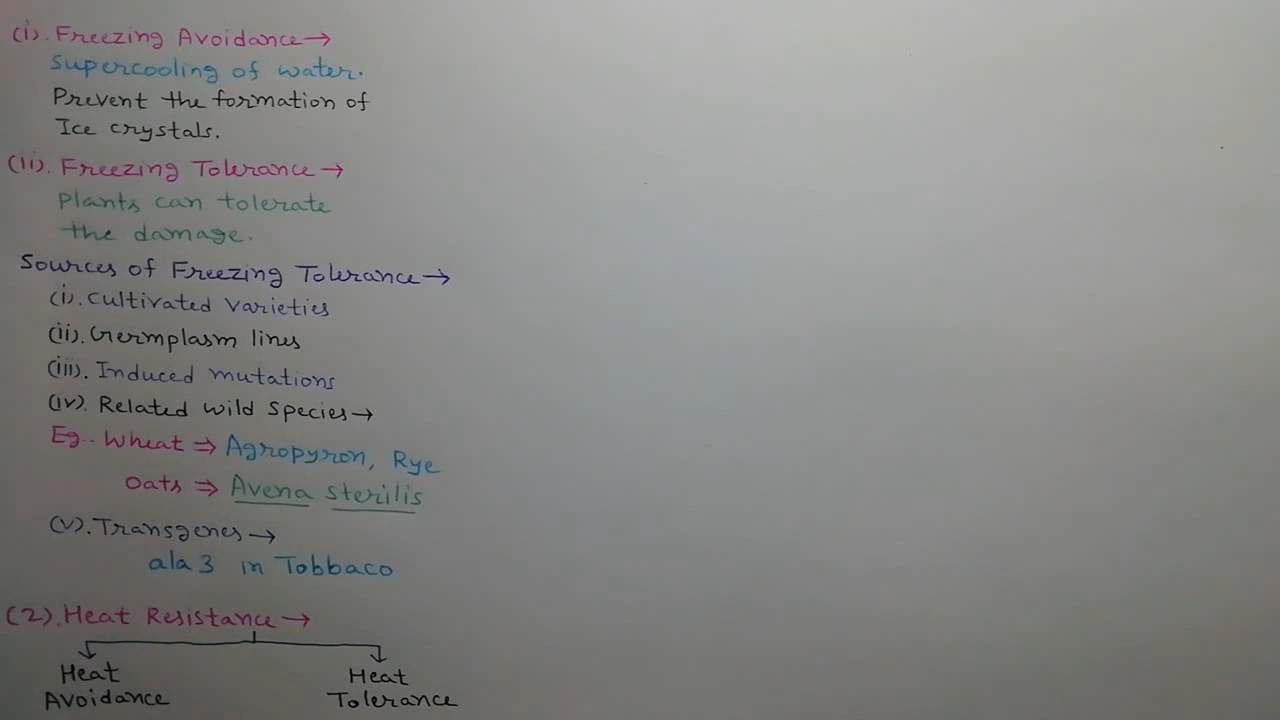 (i). Freezing Avoidance→
Supercooling of water.
Prevent the formation of
Ice crystals.
(ii). Freezing Tolerance→
Plants can tolerate
the damage.
Sources of Freezing Tolerance→
(i). Cultivated Varieties
(ii). Germplasm lines
(iii). Induced mutations
(iv). Related wild Species→
Eg.. Wheat ⇒ Agropyron, Rye
Oats ⇒ Avena sterilis
(v). Transgenes→
ala 3 in Tobbaco
(2). Heat Resistance→
Heat Heat
Avoidance Tolerance